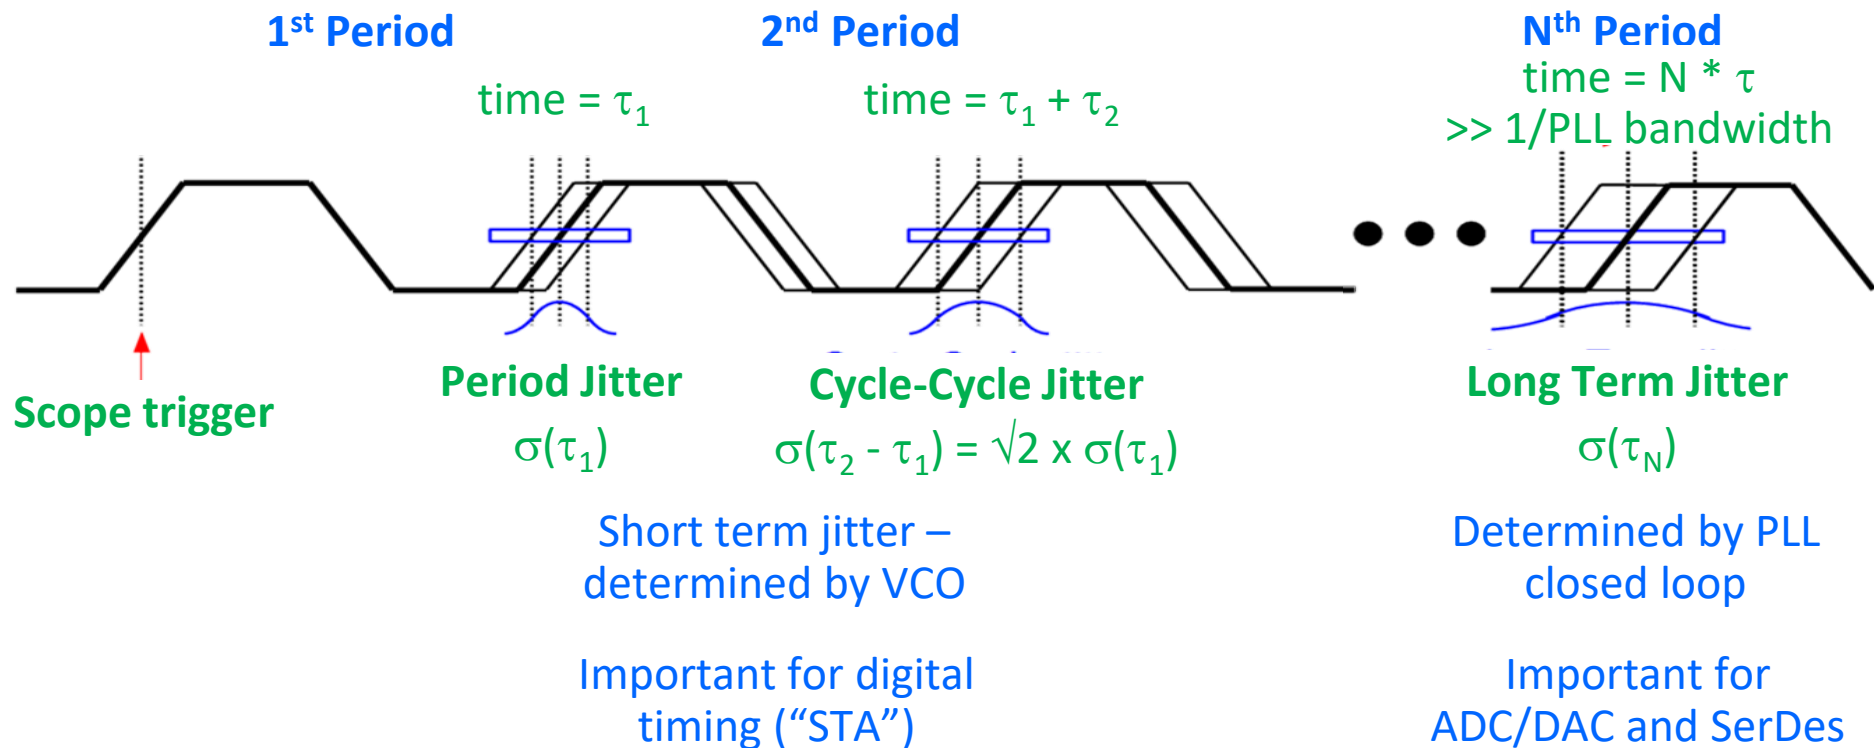 1st Period
2nd Period
Nth Period
time = τ1
time = τ1 + τ2
time = N * τ
>> 1/PLL bandwidth
Scope trigger
Period Jitter
σ(τ1)
Cycle-Cycle Jitter
σ(τ2 - τ1) = √2 x σ(τ1)
Long Term Jitter
σ(τN)
Short term jitter –
determined by VCO
Determined by PLL
closed loop
Important for digital
timing (“STA”)
Important for
ADC/DAC and SerDes